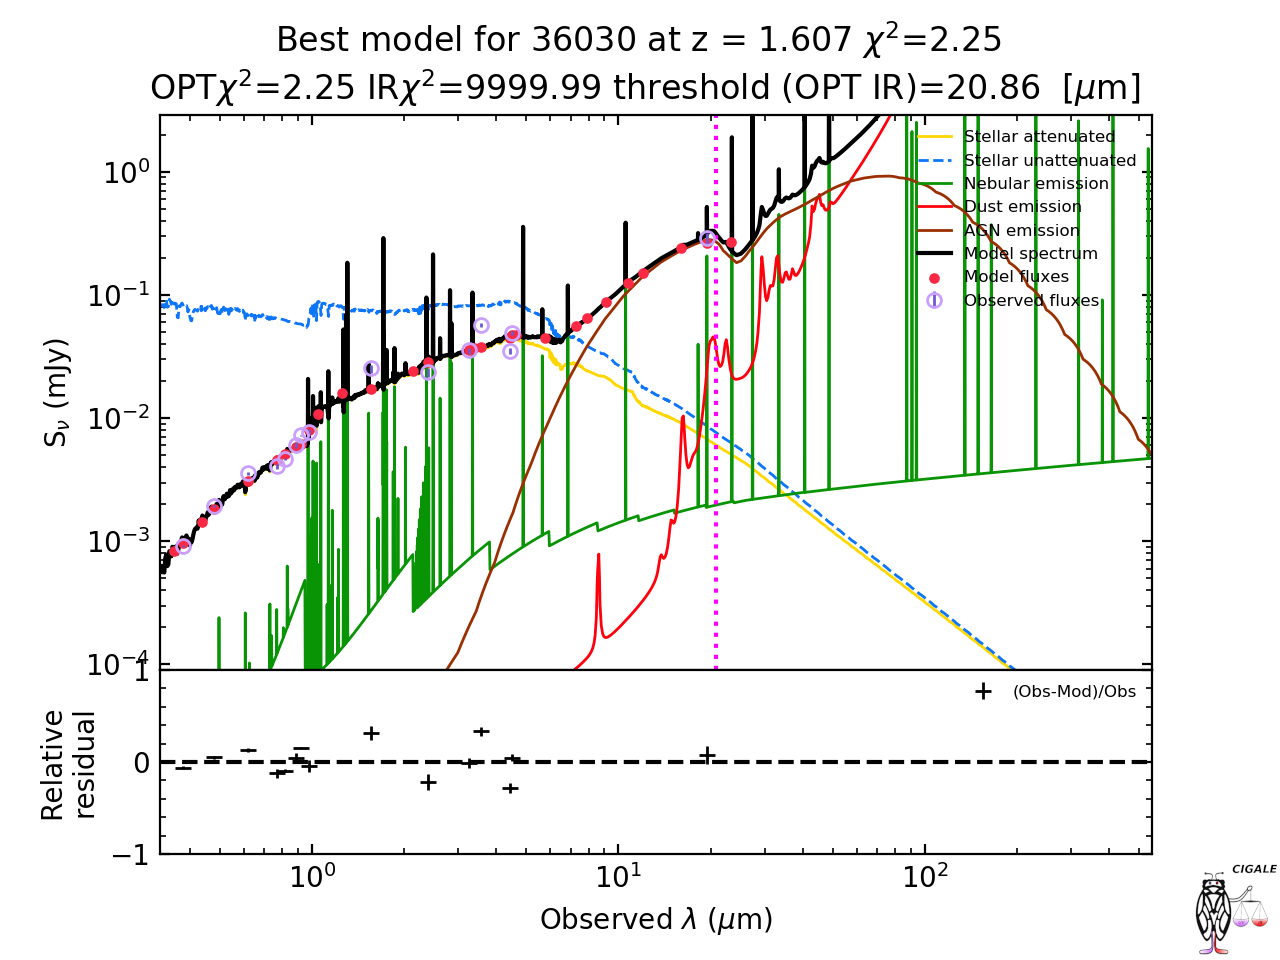 Best model for 36030 at z = 1.607 χ²=2.25
OPTχ²=2.25 IRχ²=9999.99 threshold (OPT IR)=20.86 [μm]
Stellar attenuated
Stellar unattenuated
Nebular emission
Dust emission
AGN emission
Model spectrum
Model fluxes
Observed fluxes
10⁰
10⁻¹
10⁻²
10⁻³
10⁻⁴
Sᵥ (mJy)
1
0
−1
Relative
residual
(Obs-Mod)/Obs
10⁰
10¹
10²
Observed λ (μm)
CIGALE